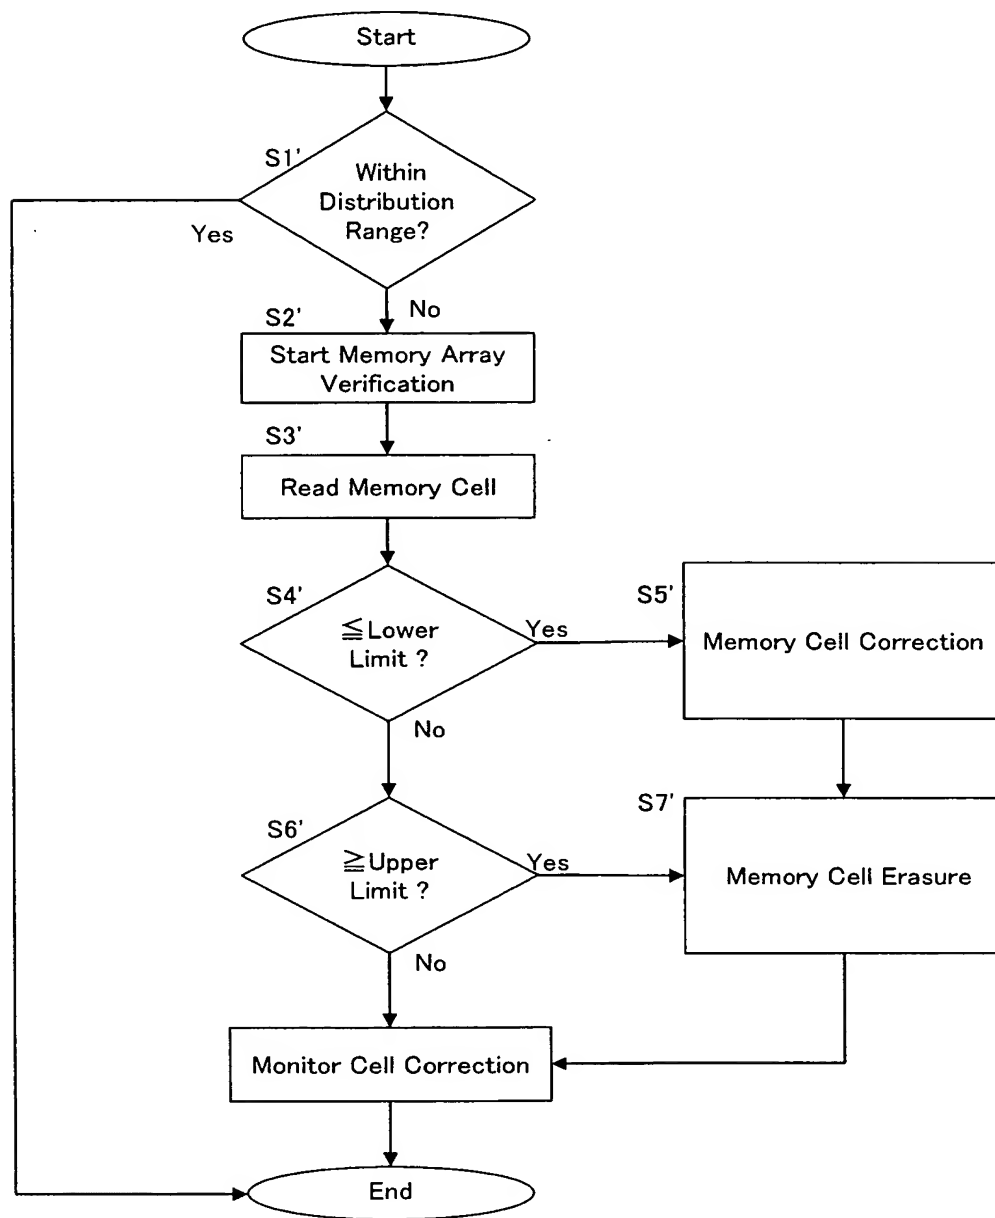 Start
S1'
Within
Distribution
Range?
Yes
No
S2'
Start Memory Array
Verification
S3'
Read Memory Cell
S4'
≦Lower
Limit ?
Yes
S5'
Memory Cell Correction
No
S6'
≧Upper
Limit ?
Yes
S7'
Memory Cell Erasure
No
Monitor Cell Correction
End